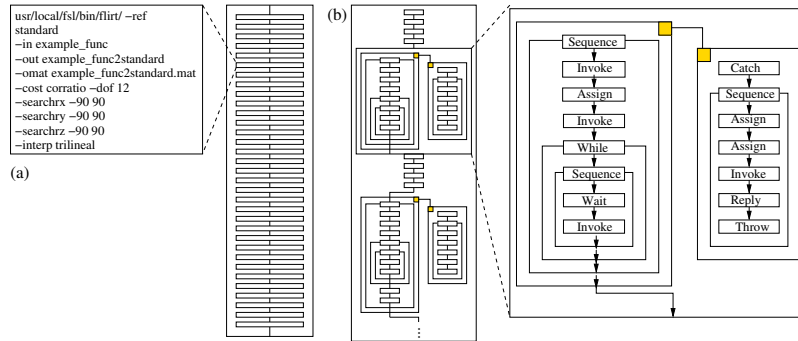 usr/local/fsl/bin/flirt/ –ref
standard
–in example_func
–out example_func2standard
–omat example_func2standard.mat
–cost corratio –dof 12
–searchrx –90 90
–searchry –90 90
–searchrz –90 90
–interp trilineal
(a)
(b)
Sequence
Invoke
Assign
Invoke
While
Sequence
Wait
Invoke
Catch
Sequence
Assign
Assign
Invoke
Reply
Throw